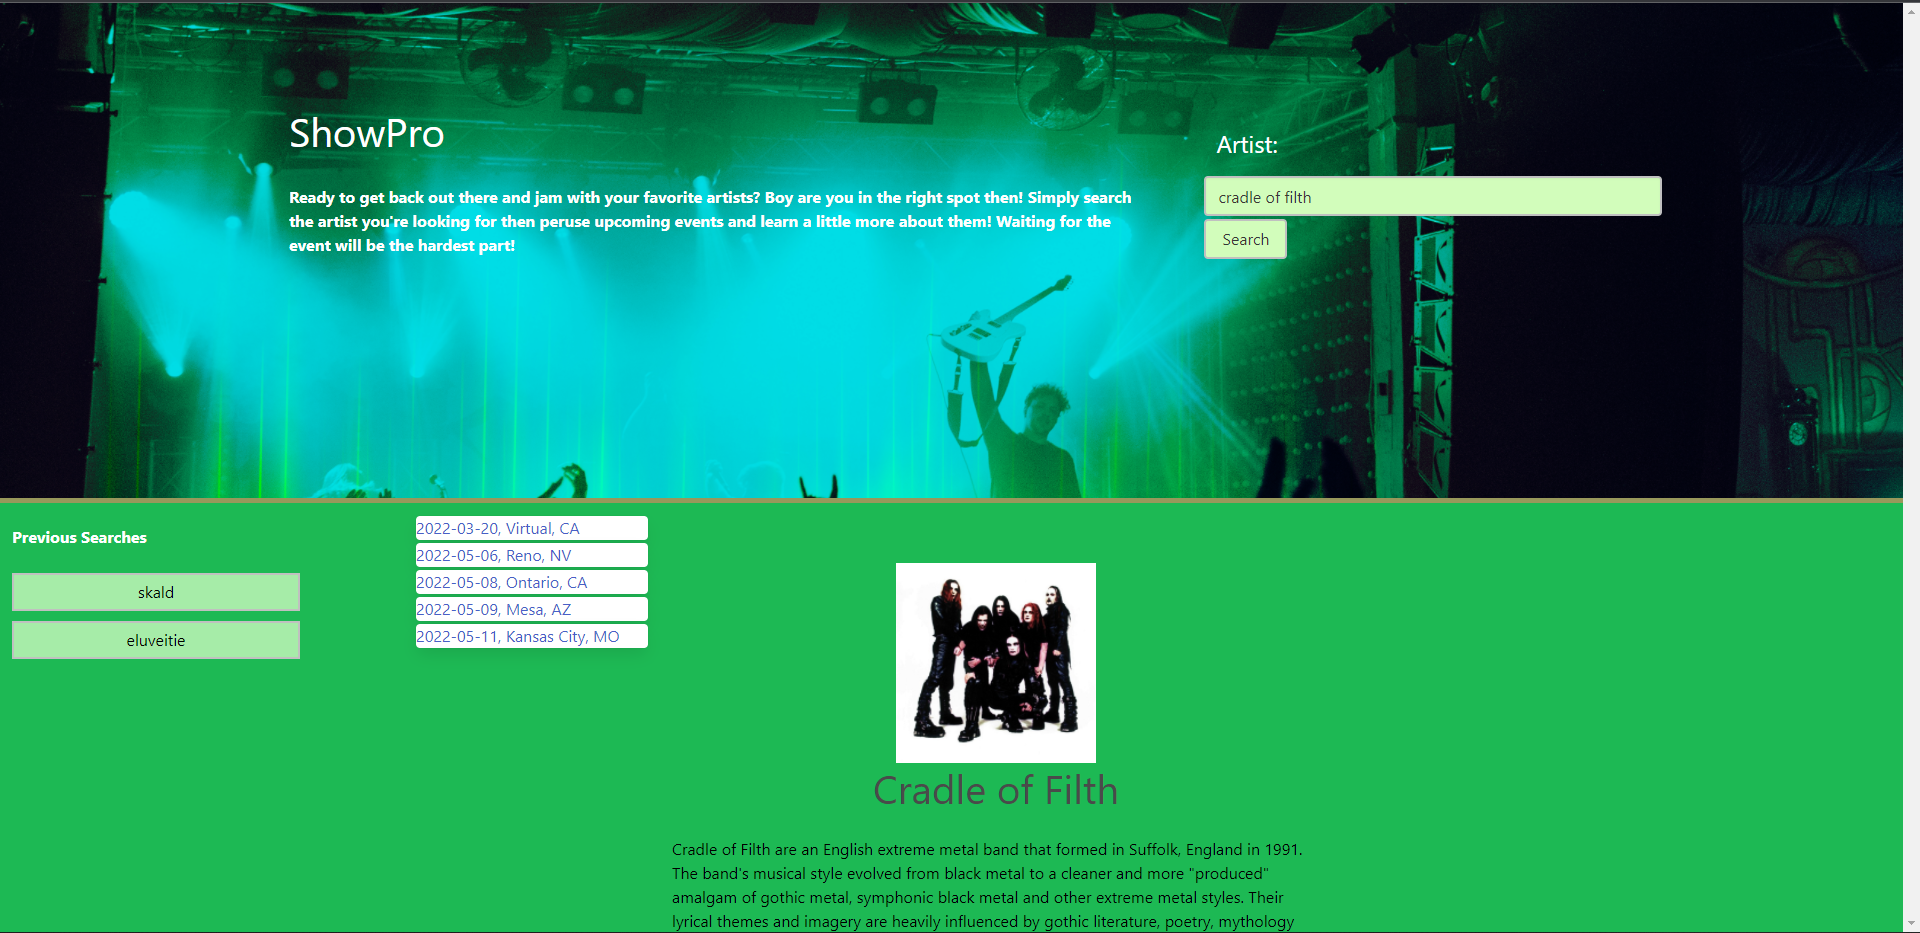 ShowPro
Ready to get back out there and jam with your favorite artists? Boy are you in the right spot then! Simply search
the artist you're looking for then peruse upcoming events and learn a little more about them! Waiting for the
event will be the hardest part!
Artist:
cradle of filth
Search
Previous Searches
skald
eluveitie
2022-03-20, Virtual, CA
2022-05-06, Reno, NV
2022-05-08, Ontario, CA
2022-05-09, Mesa, AZ
2022-05-11, Kansas City, MO
Cradle of Filth
Cradle of Filth are an English extreme metal band that formed in Suffolk, England in 1991.
The band's musical style evolved from black metal to a cleaner and more "produced"
amalgam of gothic metal, symphonic black metal and other extreme metal styles. Their
lyrical themes and imagery are heavily influenced by gothic literature, poetry, mythology